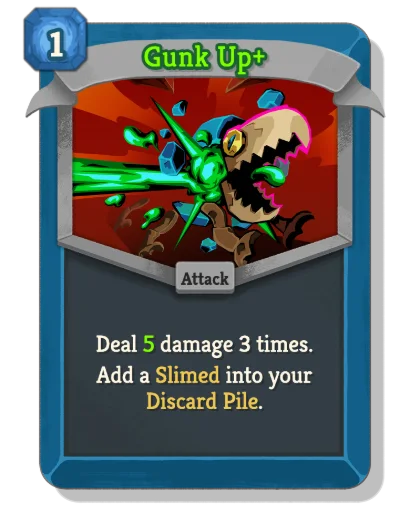 1
Gunk Up+
Attack
Deal 5 damage 3 times.
Add a Slimed into your
Discard Pile.